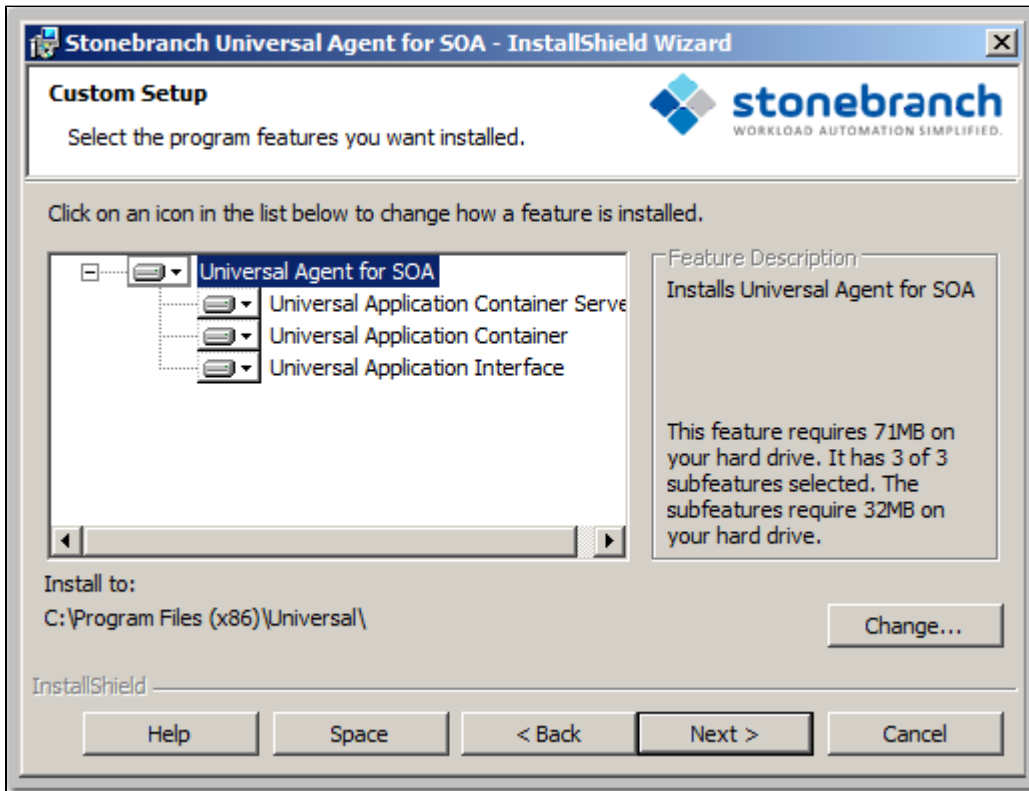 Stonebranch Universal Agent for SOA - InstallShield Wizard
Custom Setup
Select the program features you want installed.
stonebranch
WORKLOAD AUTOMATION SIMPLIFIED.
Click on an icon in the list below to change how a feature is installed.
Universal Agent for SOA
Universal Application Container Serve
Universal Application Container
Universal Application Interface
Feature Description
Installs Universal Agent for SOA
This feature requires 71MB on
your hard drive. It has 3 of 3
subfeatures selected. The
subfeatures require 32MB on
your hard drive.
Install to:
C:\Program Files (x86)\Universal\
Change...
InstallShield
Help
Space
< Back
Next >
Cancel